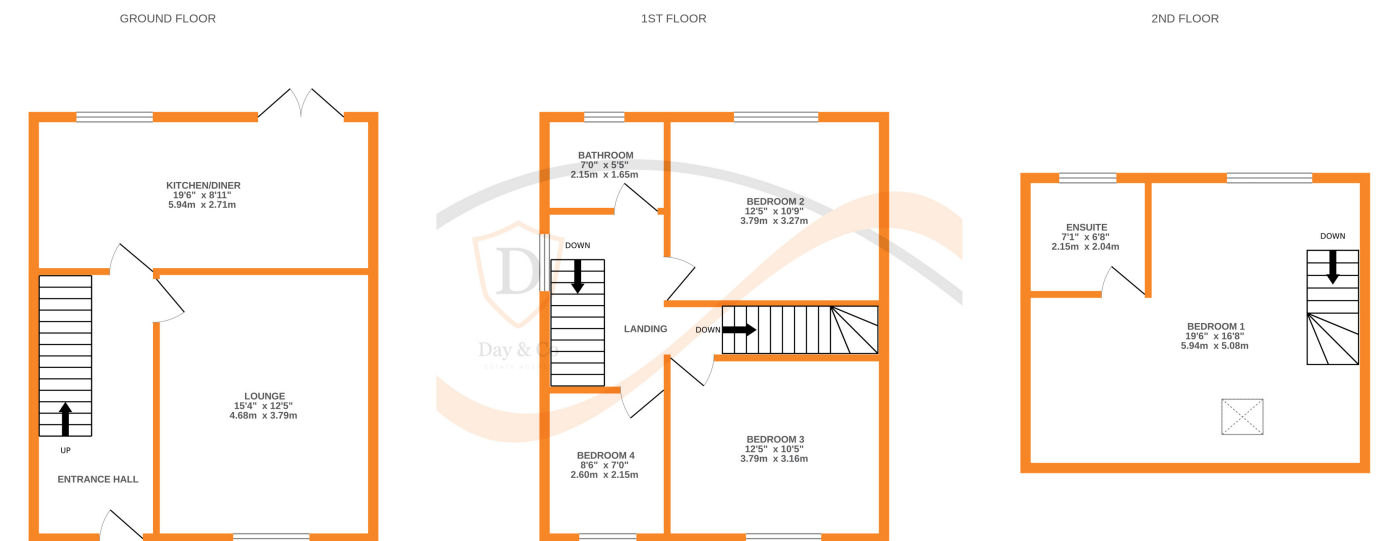 GROUND FLOOR
1ST FLOOR
2ND FLOOR
KITCHEN/DINER
19'6" x 8'11"
5.94m x 2.71m
LOUNGE
15'4" x 12'5"
4.68m x 3.79m
UP
ENTRANCE HALL
BATHROOM
7'0" x 5'5"
2.15m x 1.65m
BEDROOM 2
12'5" x 10'9"
3.79m x 3.27m
DOWN
D
LANDING
DOWN
Day & Co
BEDROOM 3
12'5" x 10'5"
3.79m x 3.16m
BEDROOM 4
8'6" x 7'0"
2.60m x 2.15m
ENSUITE
7'1" x 6'8"
2.15m x 2.04m
DOWN
BEDROOM 1
19'6" x 16'8"
5.94m x 5.08m